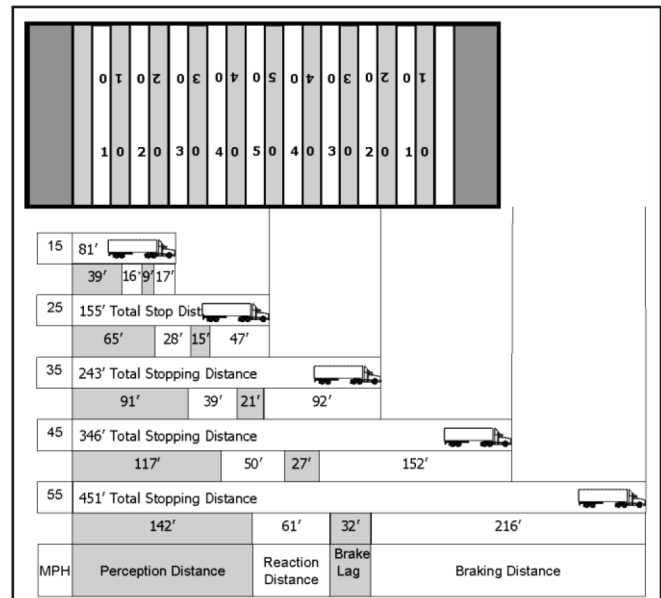 0 1 0 2 0 3 0 4 0 5 0 4 0 3 0 2 0 1
1 0 2 0 3 0 4 0 5 0 4 0 3 0 2 0 1 0
15 81'
39' 16' 9' 17'
25 155' Total Stop Dist
65' 28' 15' 47'
35 243' Total Stopping Distance
91' 39' 21' 92'
45 346' Total Stopping Distance
117' 50' 27' 152'
55 451' Total Stopping Distance
142' 61' 32' 216'
MPH Perception Distance Reaction Distance Brake Lag Braking Distance